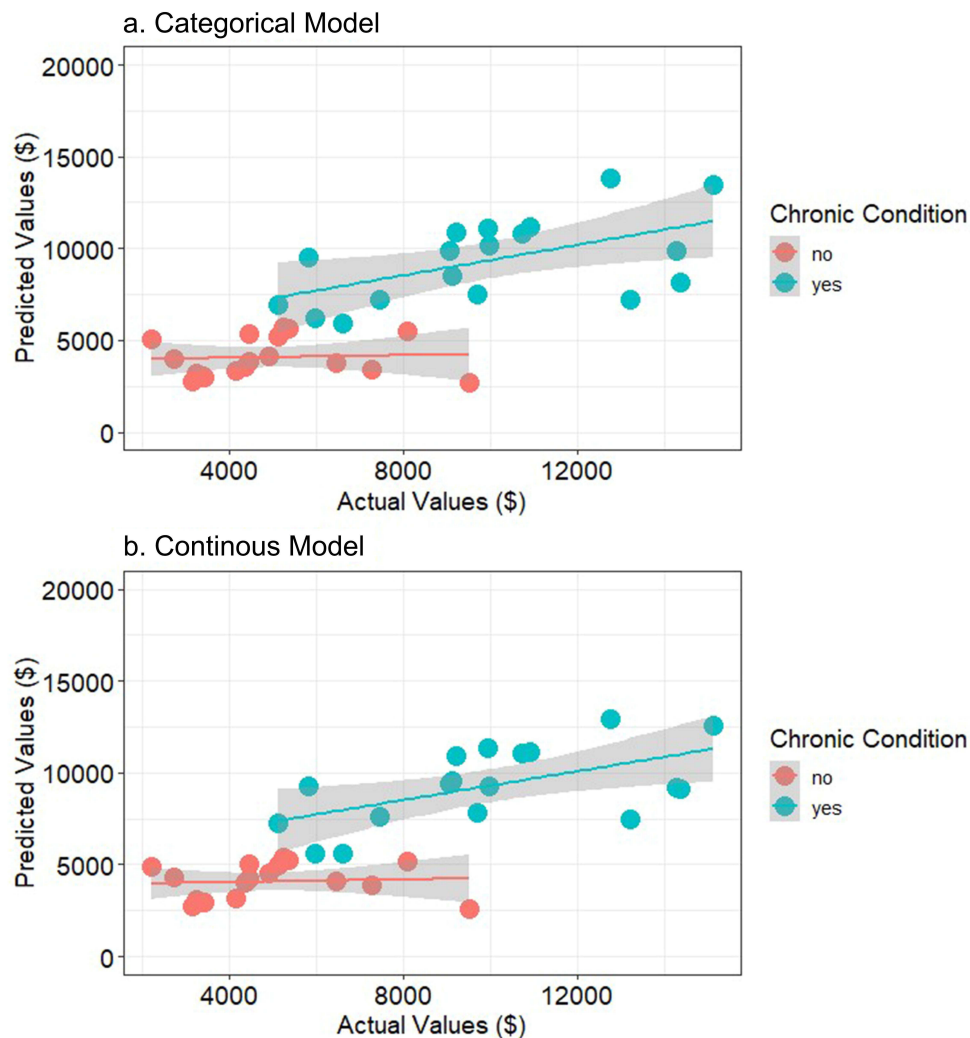 a. Categorical Model
20000
15000
10000
5000
0
Predicted Values ($)
4000 8000 12000
Actual Values ($)
Chronic Condition
no
yes
b. Continous Model
20000
15000
10000
5000
0
Predicted Values ($)
4000 8000 12000
Actual Values ($)
Chronic Condition
no
yes